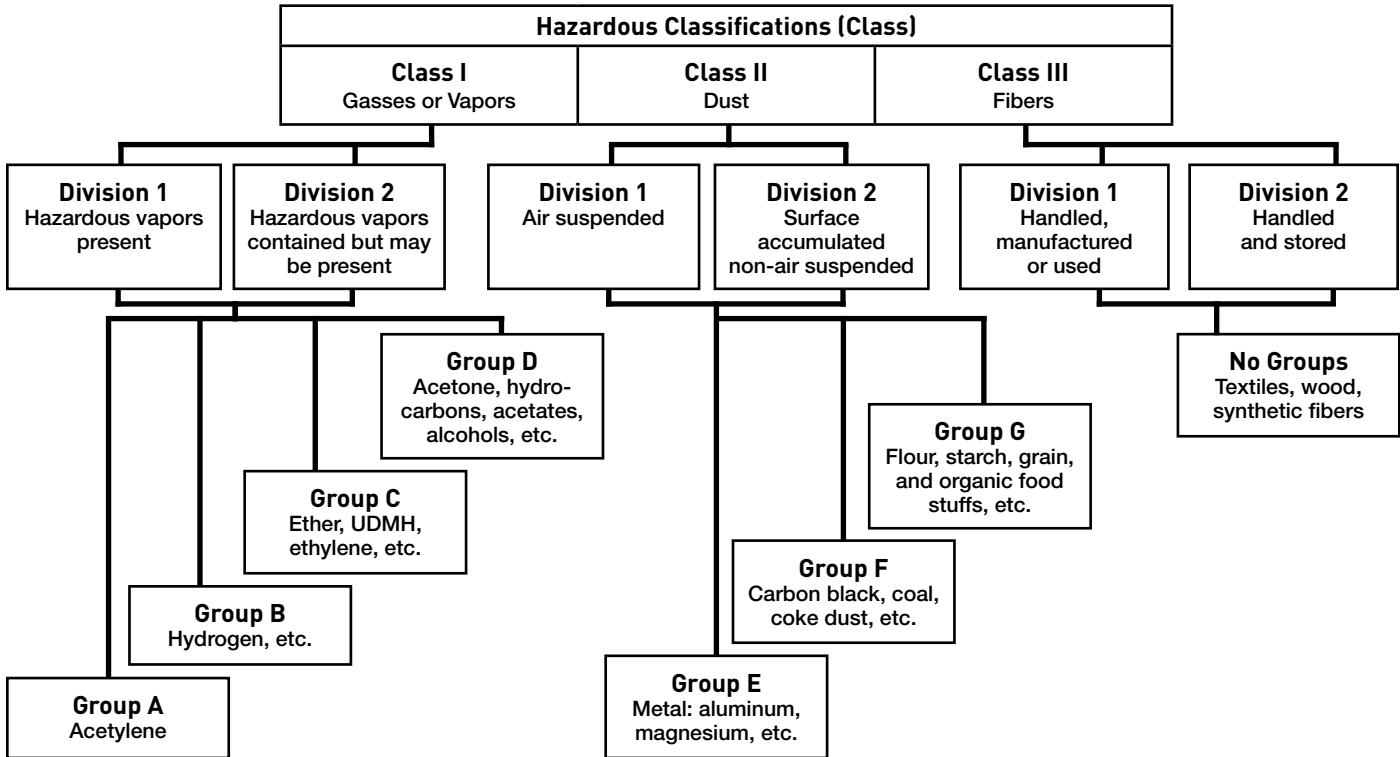 Hazardous Classifications (Class)
Class I
Gasses or Vapors
Class II
Dust
Class III
Fibers
Division 1
Hazardous vapors
present
Division 2
Hazardous vapors
contained but may
be present
Division 1
Air suspended
Division 2
Surface
accumulated
non-air suspended
Division 1
Handled,
manufactured
or used
Division 2
Handled
and stored
Group D
Acetone, hydro-
carbons, acetates,
alcohols, etc.
No Groups
Textiles, wood,
synthetic fibers
Group G
Flour, starch, grain,
and organic food
stuffs, etc.
Group C
Ether, UDMH,
ethylene, etc.
Group F
Carbon black, coal,
coke dust, etc.
Group B
Hydrogen, etc.
Group E
Metal: aluminum,
magnesium, etc.
Group A
Acetylene